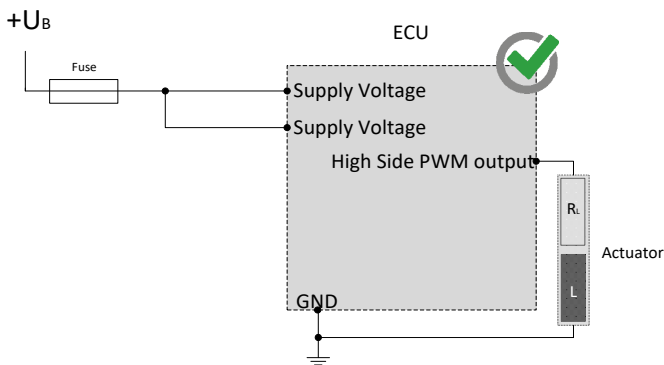 +UB
ECU
Fuse
Supply Voltage
Supply Voltage
High Side PWM output
RL
Actuator
L
GND